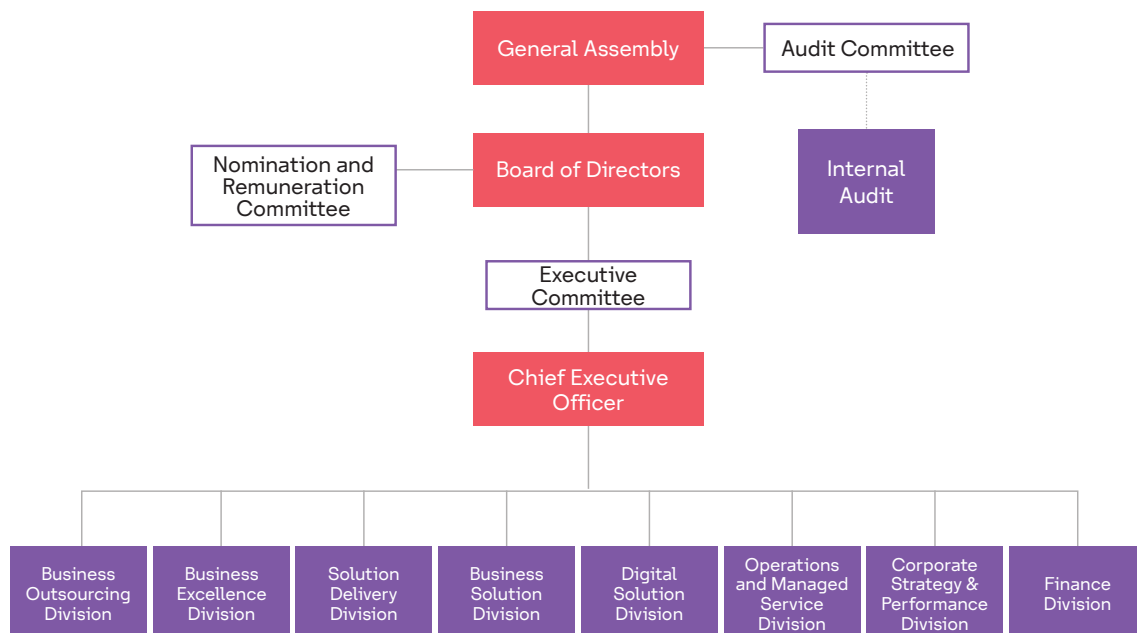 General Assembly
Audit Committee
Nomination and
Remuneration
Committee
Board of Directors
Internal
Audit
Executive
Committee
Chief Executive
Officer
Business
Outsourcing
Division
Business
Excellence
Division
Solution
Delivery
Division
Business
Solution
Division
Digital
Solution
Division
Operations
and Managed
Service
Division
Corporate
Strategy &
Performance
Division
Finance
Division